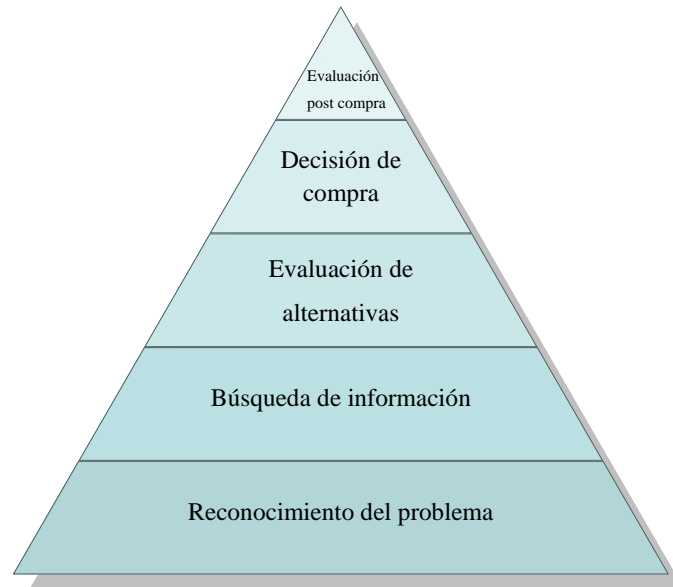 Evaluación
post compra
Decisión de
compra
Evaluación de
alternativas
Búsqueda de información
Reconocimiento del problema